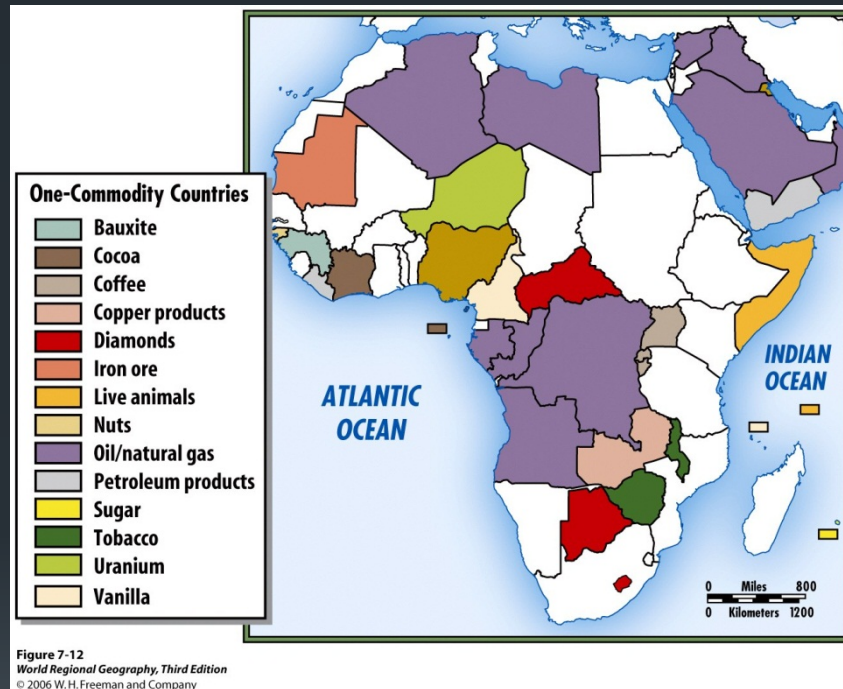 One-Commodity Countries
Bauxite
Cocoa
Coffee
Copper products
Diamonds
Iron ore
Live animals
Nuts
Oil/natural gas
Petroleum products
Sugar
Tobacco
Uranium
Vanilla
ATLANTIC
OCEAN
INDIAN
OCEAN
0 Miles 800
0 Kilometers 1200
Figure 7-12
World Regional Geography, Third Edition
© 2006 W. H. Freeman and Company